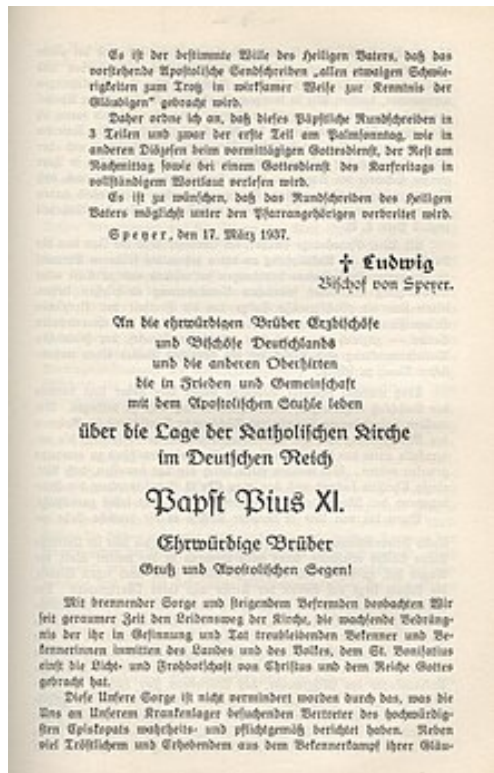 Es ist der bestimmte Wille des Heiligen Vaters, daß das
vorstehende Apostolische Sendschreiben „allen etwaigen Schwie-
rigkeiten zum Trotz in wirksamer Weise zur Kenntnis der
Gläubigen" gebracht wird.
Daher ordne ich an, daß dieses Päpstliche Rundschreiben in
3 Teilen und zwar der erste Teil am Palmsonntag, wie in
anderen Diözesen beim vormittägigen Gottesdienst, der Rest am
Nachmittag sowie bei einem Gottesdienst des Karfreitags in
vollständigem Wortlaut verlesen wird.
Es ist zu wünschen, daß das Rundschreiben des Heiligen
Vaters möglichst unter den Pfarrangehörigen verbreitet wird.
Speyer, den 17. März 1937.
† Ludwig
Bischof von Speyer.
An die ehrwürdigen Brüder Erzbischöfe
und Bischöfe Deutschlands
und die anderen Oberhirten
die in Frieden und Gemeinschaft
mit dem Apostolischen Stuhle leben
über die Lage der Katholischen Kirche
im Deutschen Reich
Papst Pius XI.
Ehrwürdige Brüder
Gruß und Apostolischen Segen!
Mit brennender Sorge und steigendem Befremden beobachten Wir
seit geraumer Zeit den Leidensweg der Kirche, die wachsende Bedräng-
nis der ihr in Gesinnung und Tat treubleibenden Bekenner und Be-
kennerinnen inmitten des Landes und des Volkes, dem St. Bonifatius
einst die Licht- und Frohbotschaft von Christus und dem Reiche Gottes
gebracht hat.
Diese Unsere Sorge ist nicht vermindert worden durch das, was die
Uns an Unserem Krankenlager besuchenden Vertreter des hochwürdig-
sten Episkopats wahrheits- und pflichtgemäß berichtet haben. Neben
viel Tröstlichem und Erhebendem aus dem Bekennerkampf ihrer Gläu-